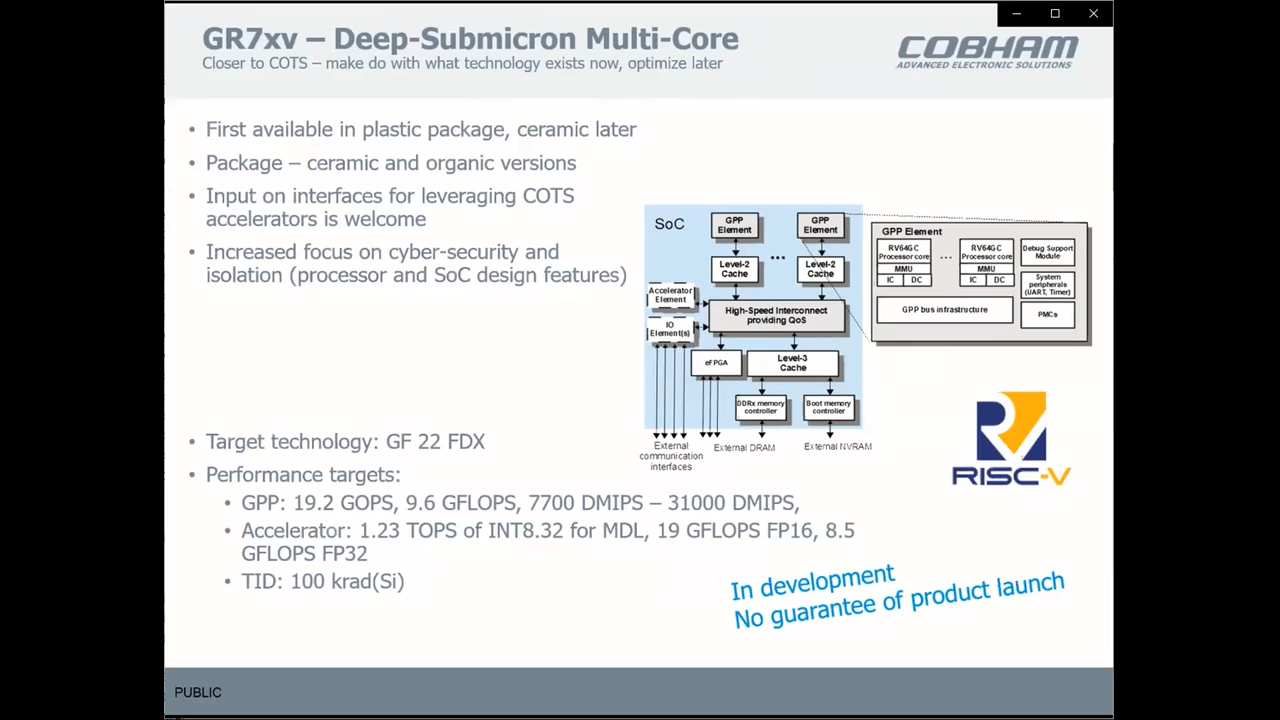 GR7xv – Deep-Submicron Multi-Core
Closer to COTS – make do with what technology exists now, optimize later
COBHAM
ADVANCED ELECTRONIC SOLUTIONS
• First available in plastic package, ceramic later
• Package – ceramic and organic versions
• Input on interfaces for leveraging COTS
accelerators is welcome
• Increased focus on cyber-security and
isolation (processor and SoC design features)
SoC
GPP
Element
GPP
Element
Level-2
Cache
...
Level-2
Cache
Accelerator
Element
High-Speed Interconnect
providing QoS
IO
Element(s)
eFPGA
Level-3
Cache
DDRx memory
controller
Boot memory
controller
External
communication
interfaces
External DRAM
External NVRAM
GPP Element
RV64GC
Processor core
MMU
IC DC
...
RV64GC
Processor core
MMU
IC DC
Debug Support
Module
System
peripherals
(UART, Timer)
GPP bus infrastructure
PMCs
RISC-V
• Target technology: GF 22 FDX
• Performance targets:
• GPP: 19.2 GOPS, 9.6 GFLOPS, 7700 DMIPS – 31000 DMIPS,
• Accelerator: 1.23 TOPS of INT8.32 for MDL, 19 GFLOPS FP16, 8.5
GFLOPS FP32
• TID: 100 krad(Si)
In development
No guarantee of product launch
PUBLIC